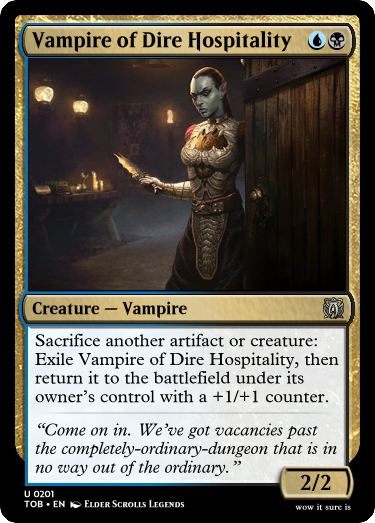 Vampire of Dire Hospitality
Creature — Vampire
Sacrifice another artifact or creature:
Exile Vampire of Dire Hospitality, then
return it to the battlefield under its
owner's control with a +1/+1 counter.
"Come on in. We've got vacancies past
the completely-ordinary-dungeon that is in
no way out of the ordinary."
2/2
U 0201
TOB • EN Elder Scrolls Legends
wow it sure is